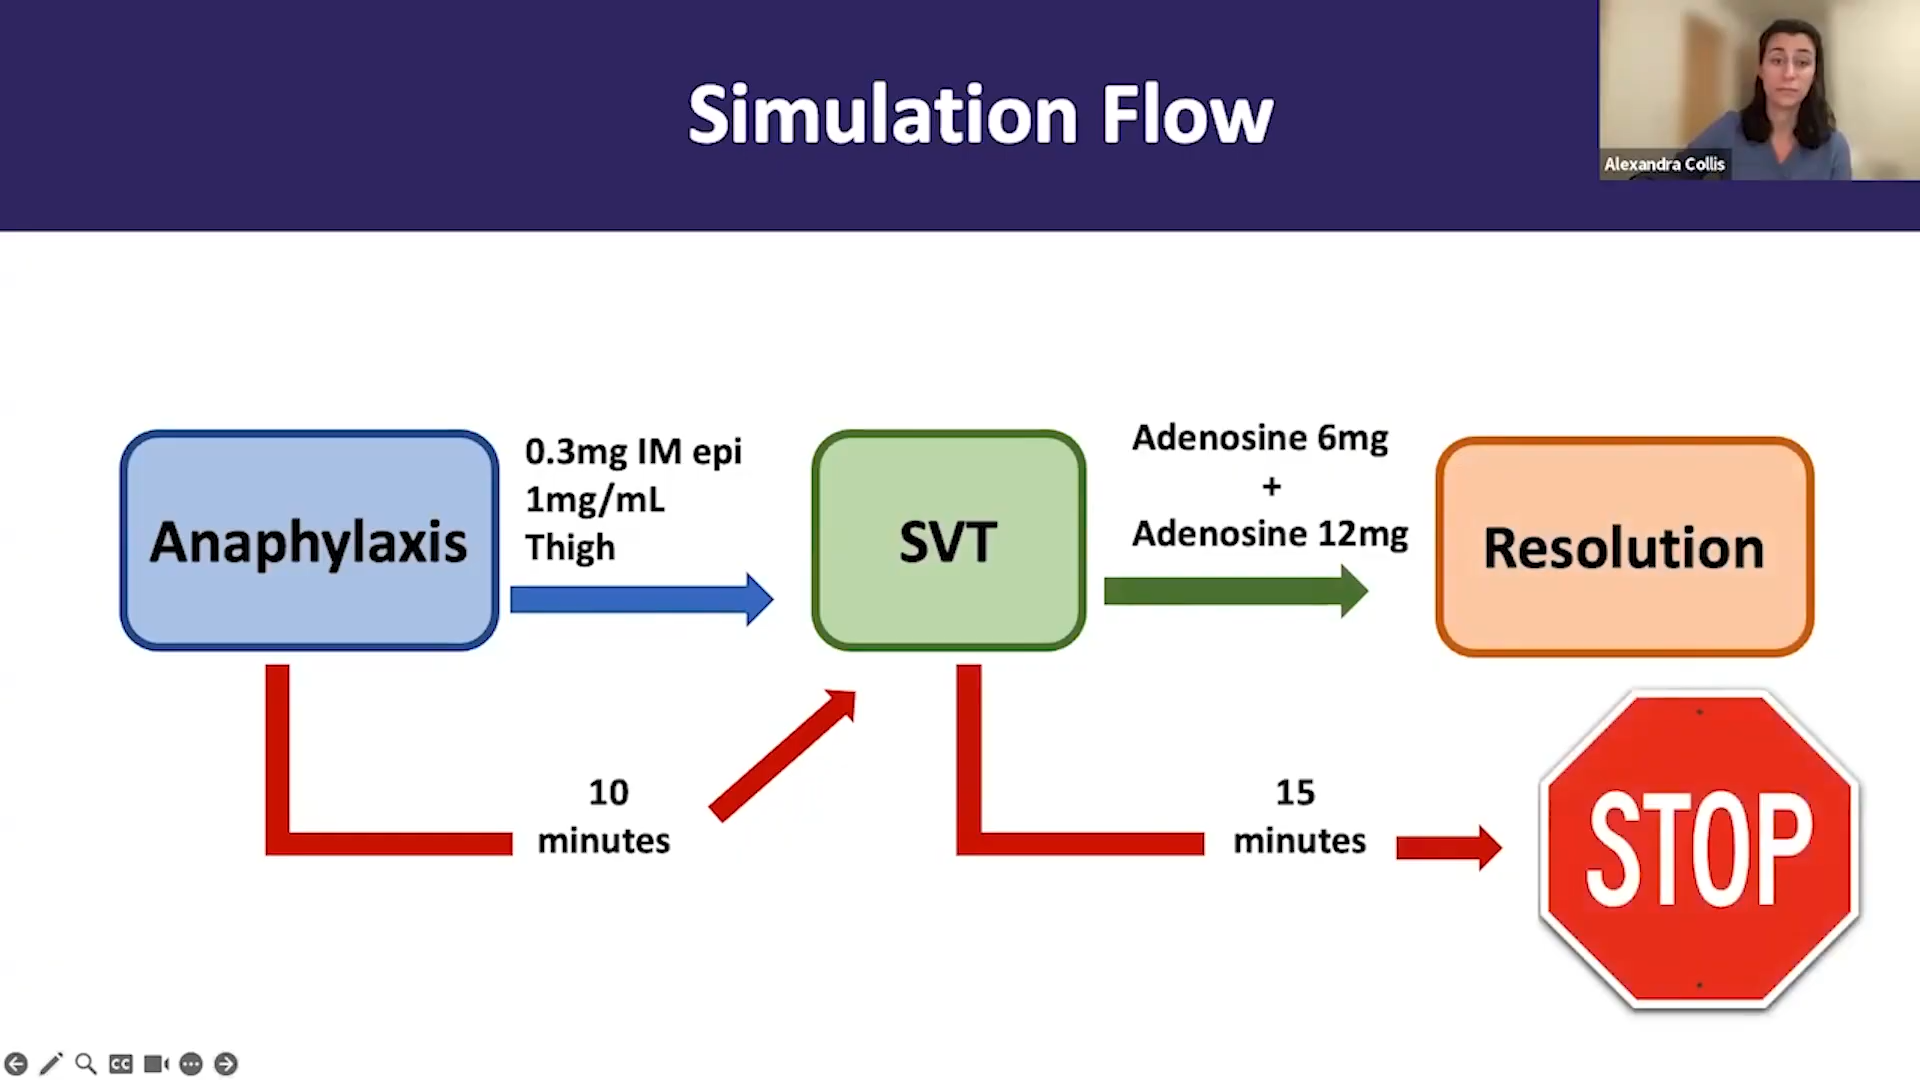 Simulation Flow
Alexandra Collis
Anaphylaxis
0.3mg IM epi
1mg/mL
Thigh
SVT
Adenosine 6mg
+
Adenosine 12mg
Resolution
10
minutes
15
minutes
STOP
CC